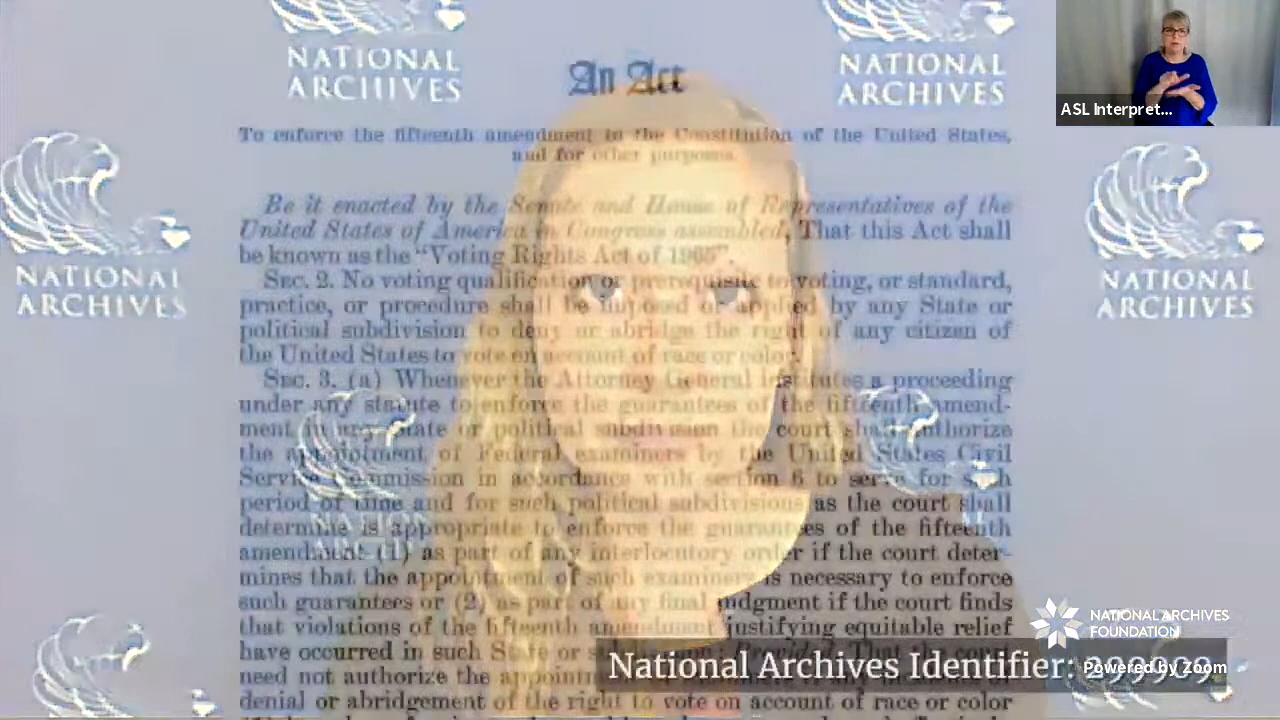 NATIONAL
ARCHIVES
NATIONAL
ARCHIVES
An Act
ASL Interpret...
To enforce the fifteenth amendment to the Constitution of the United States,
and for other purposes.
NATIONAL
ARCHIVES
NATIONAL
ARCHIVES
Be it enacted by the Senate and House of Representatives of the
United States of America in Congress assembled, That this Act shall
be known as the "Voting Rights Act of 1965".
SEC. 2. No voting qualification or prerequisite to voting, or standard,
practice, or procedure shall be imposed or applied by any State or
political subdivision to deny or abridge the right of any citizen of
the United States to vote on account of race or color.
SEC. 3. (a) Whenever the Attorney General institutes a proceeding
under any statute to enforce the guarantees of the fifteenth amend-
ment in any State or political subdivision the court shall authorize
the appointment of Federal examiners by the United States Civil
Service Commission in accordance with section 6 to serve for such
period of time and for such political subdivisions as the court shall
determine is appropriate to enforce the guarantees of the fifteenth
amendment (1) as part of any interlocutory order if the court deter-
mines that the appointment of such examiners is necessary to enforce
such guarantees or (2) as part of any final judgment if the court finds
that violations of the fifteenth amendment justifying equitable relief
have occurred in such State or
need not authorize the
denial or abridgement of the right to vote on account of race or color
NATIONAL ARCHIVES
FOUNDATION
National Archives Identifier: 299909
Powered by Zoom